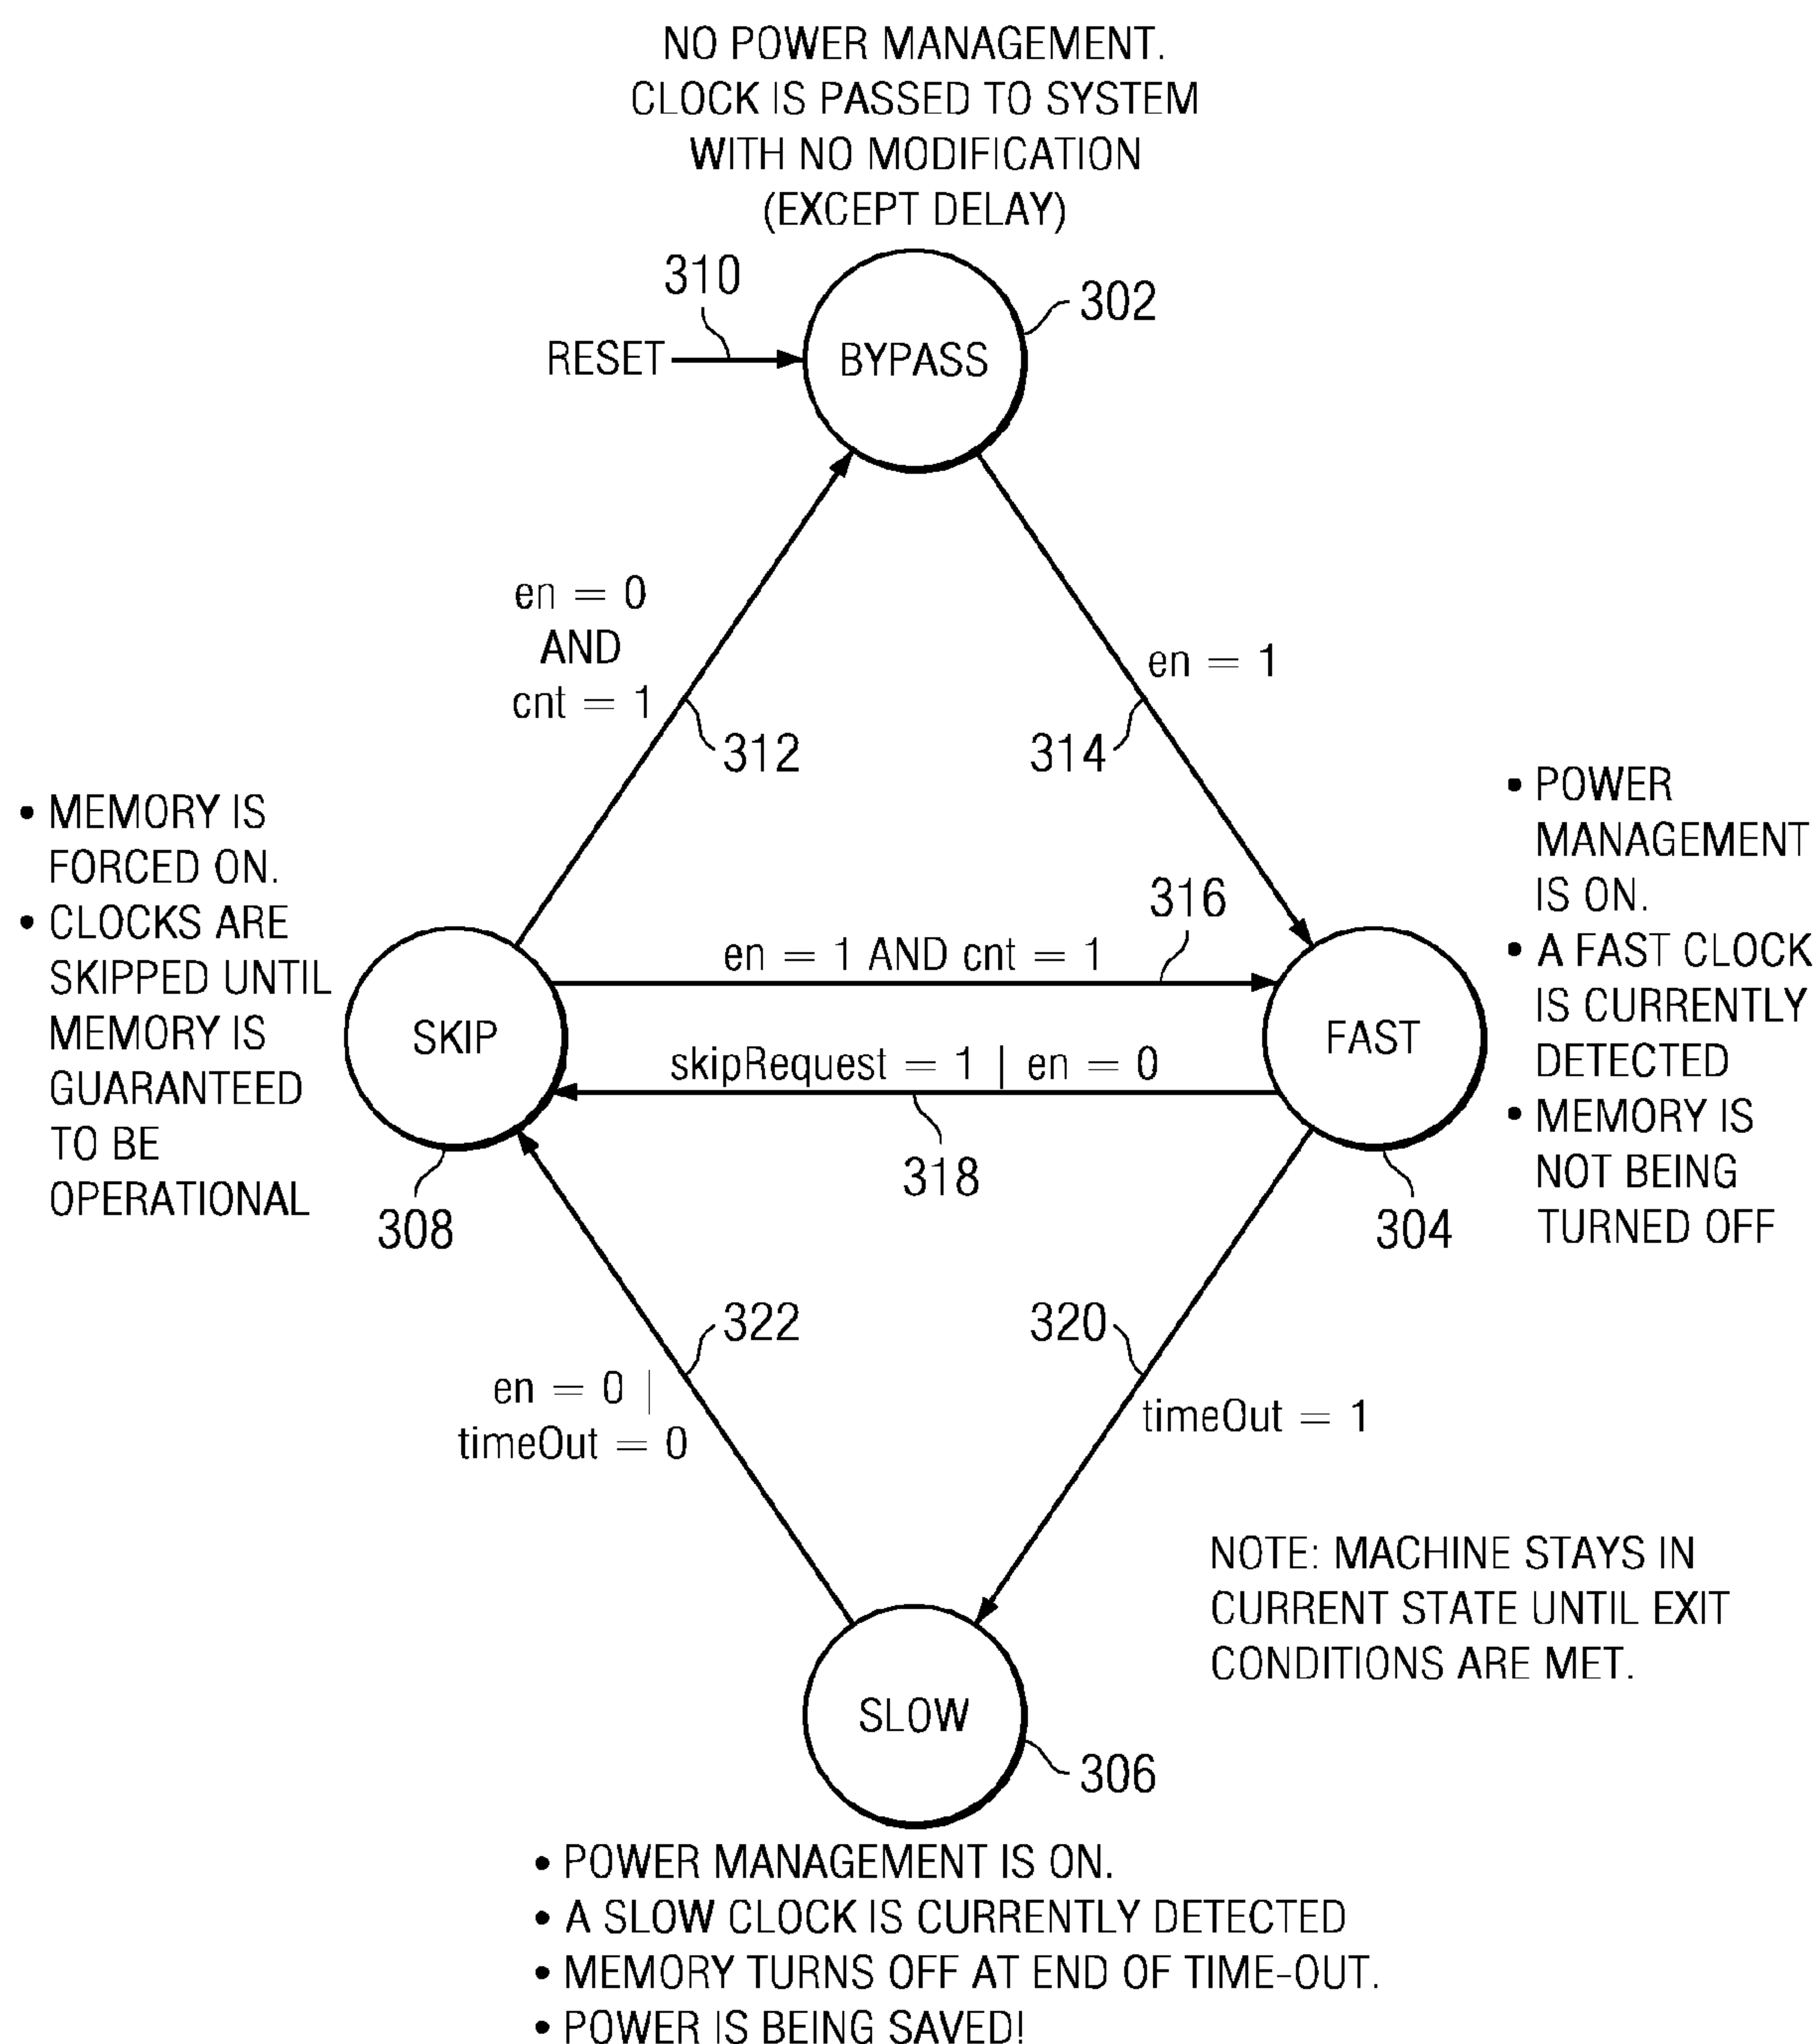 NO POWER MANAGEMENT.
CLOCK IS PASSED TO SYSTEM
WITH NO MODIFICATION
(EXCEPT DELAY)
310
302
RESET
BYPASS
en = 0
AND
cnt = 1
312
en = 1
314
• MEMORY IS
FORCED ON.
• CLOCKS ARE
SKIPPED UNTIL
MEMORY IS
GUARANTEED
TO BE
OPERATIONAL
• POWER
MANAGEMENT
IS ON.
• A FAST CLOCK
IS CURRENTLY
DETECTED
• MEMORY IS
NOT BEING
TURNED OFF
316
en = 1 AND cnt = 1
SKIP
FAST
skipRequest = 1 | en = 0
318
308
304
322
320
en = 0 |
timeOut = 0
timeOut = 1
NOTE: MACHINE STAYS IN
CURRENT STATE UNTIL EXIT
CONDITIONS ARE MET.
SLOW
306
• POWER MANAGEMENT IS ON.
• A SLOW CLOCK IS CURRENTLY DETECTED
• MEMORY TURNS OFF AT END OF TIME-OUT.
• POWER IS BEING SAVED!